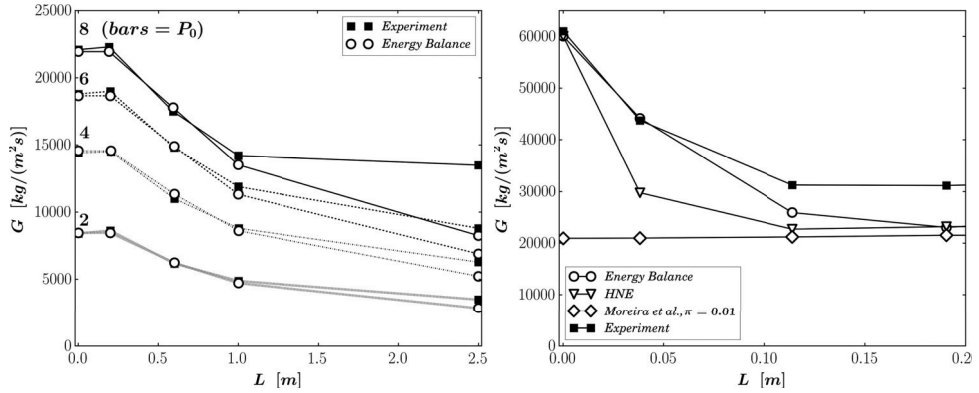 8 (bars = P₀)
6
4
2
Experiment
Energy Balance
25000
20000
15000
10000
5000
0
0.0 0.5 1.0 1.5 2.0 2.5
G [kg/(m²s)]
L [m]
60000
50000
40000
30000
20000
10000
0
0.00 0.05 0.10 0.15 0.20
G [kg/(m²s)]
L [m]
Energy Balance
HNE
Moreira et al., π = 0.01
Experiment